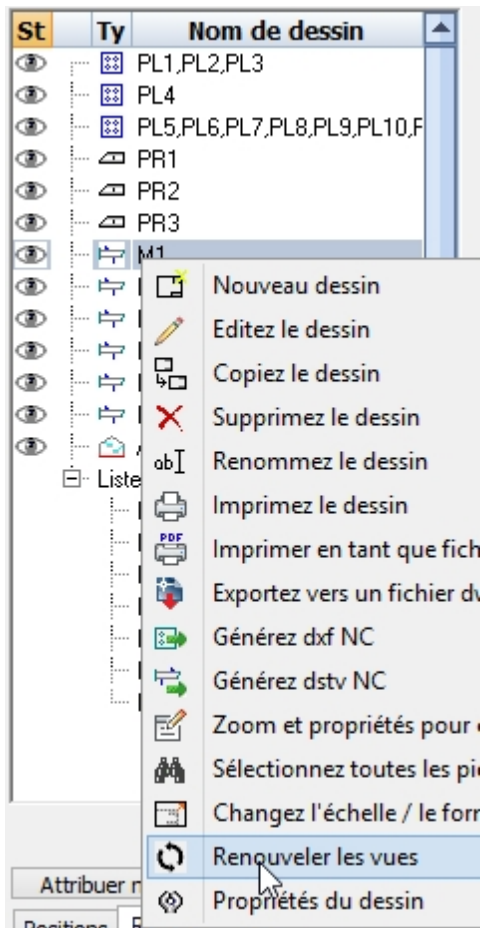 St Ty Nom de dessin
PL1,PL2,PL3
PL4
PL5,PL6,PL7,PL8,PL9,PL10,F
PR1
PR2
PR3
M1
Nouveau dessin
Editez le dessin
Copiez le dessin
Supprimez le dessin
Renommez le dessin
Liste
Imprimez le dessin
Imprimer en tant que fich
Exportez vers un fichier dv
Générez dxf NC
Générez dstv NC
Zoom et propriétés pour
Sélectionnez toutes les pi
Changez l'échelle / le for
Renouveler les vues
Propriétés du dessin
Attribuer
Positions